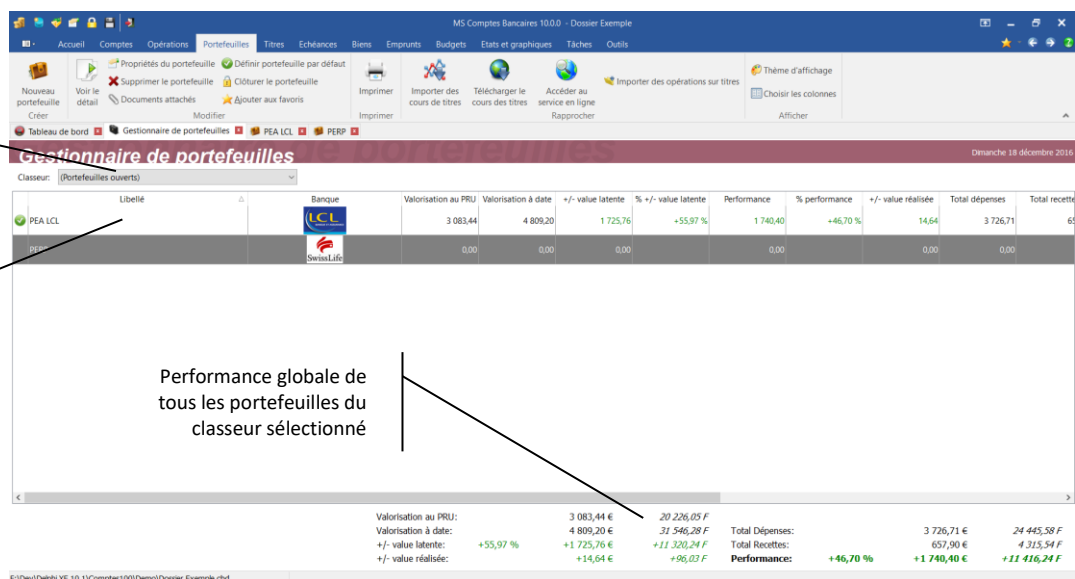 MS Comptes Bancaires 10.0.0 - Dossier Exemple
Accueil Comptes Opérations Portefeuilles Titres Echéances Biens Emprunts Budgets Etats et graphiques Tâches Outils
Nouveau portefeuille
Voir le détail
Propriétés du portefeuille
Supprimer le portefeuille
Documents attachés
Définir portefeuille par défaut
Clôturer le portefeuille
Ajouter aux favoris
Imprimer
Importer des cours de titres
Télécharger le cours des titres
Accéder au service en ligne
Importer des opérations sur titres
Thème d'affichage
Choisir les colonnes
Créer Modifier Imprimer Rapprocher Afficher
Tableau de bord Gestionnaire de portefeuilles PEA LCL PERP
Gestionnaire de portefeuilles
Dimanche 18 décembre 2016
Classeur: (Portefeuilles ouverts)
Libellé Banque Valorisation au PRU Valorisation à date +/- value latente % +/- value latente Performance % performance +/- value réalisée Total dépenses Total recette
PEA LCL LCL 3 083,44 4 809,20 1 725,76 +55,97 % 1 740,40 +46,70 % 14,64 3 726,71 65
PERP SwissLife 0,00 0,00 0,00 0,00 0,00 0,00
Performance globale de
tous les portefeuilles du
classeur sélectionné
Valorisation au PRU: 3 083,44 € 20 226,05 F
Valorisation à date: 4 809,20 € 31 546,28 F Total Dépenses: 3 726,71 € 24 445,58 F
+/- value latente: +55,97 % +1 725,76 € +11 320,24 F Total Recettes: 657,90 € 4 315,54 F
+/- value réalisée: +14,64 € +96,03 F Performance: +46,70 % +1 740,40 € +11 416,24 F
F:\Dev\Delphi XE 10.1\Comptes100\Demo\Dossier Exemple.cbd